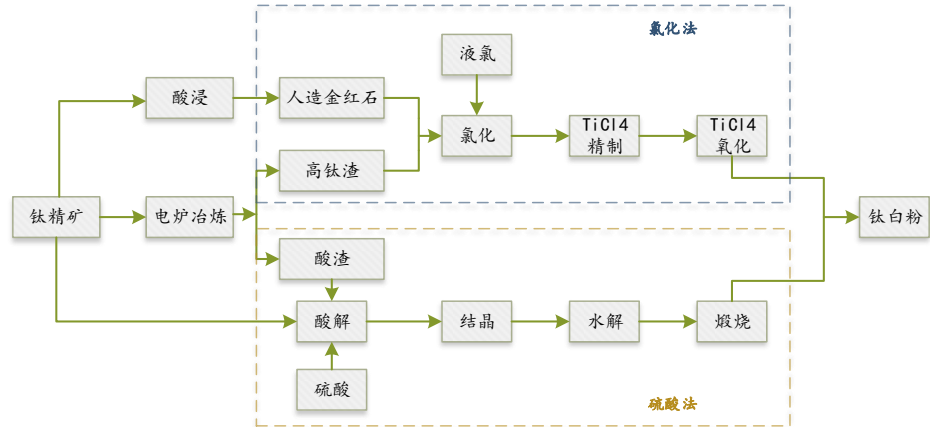 氯化法
液氯
酸浸
人造金红石
氯化
TiCl4
精制
TiCl4
氧化
高钛渣
钛精矿
电炉冶炼
钛白粉
酸渣
酸解
结晶
水解
煅烧
硫酸
硫酸法